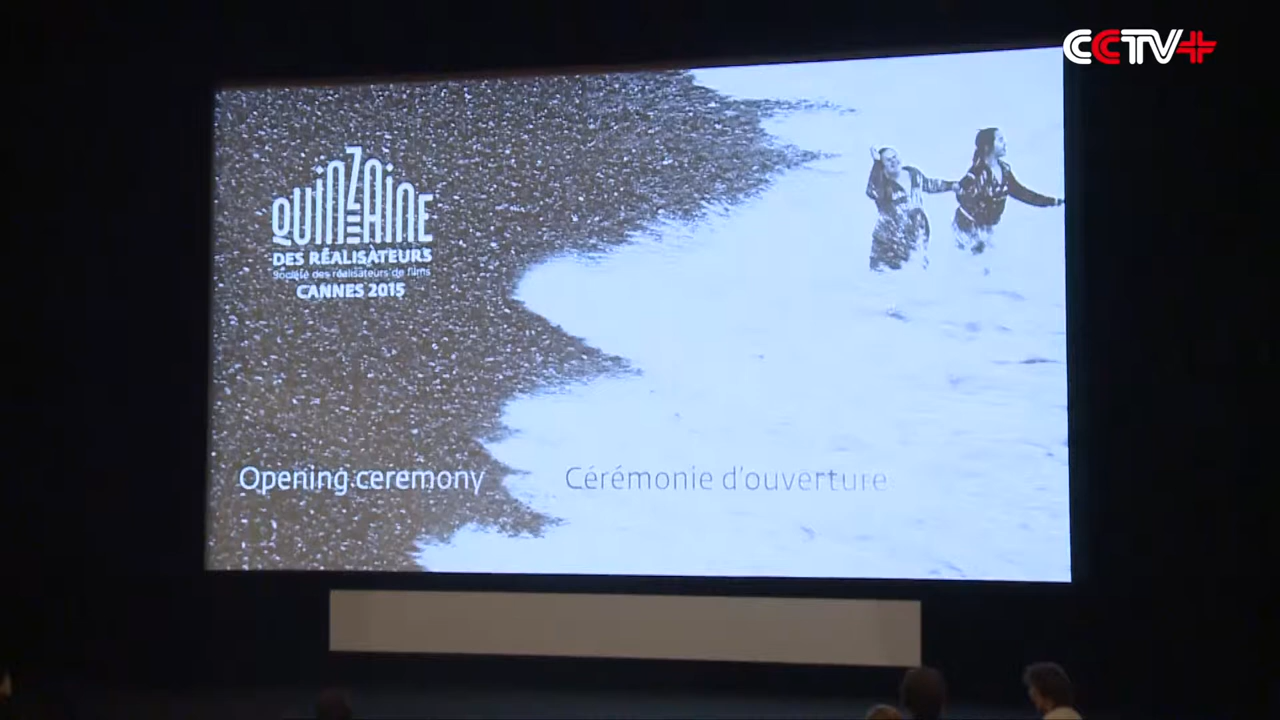 CCTV+
QUINZAINE
DES RÉALISATEURS
Société des réalisateurs de films
CANNES 2015
Opening ceremony
Cérémonie d'ouverture